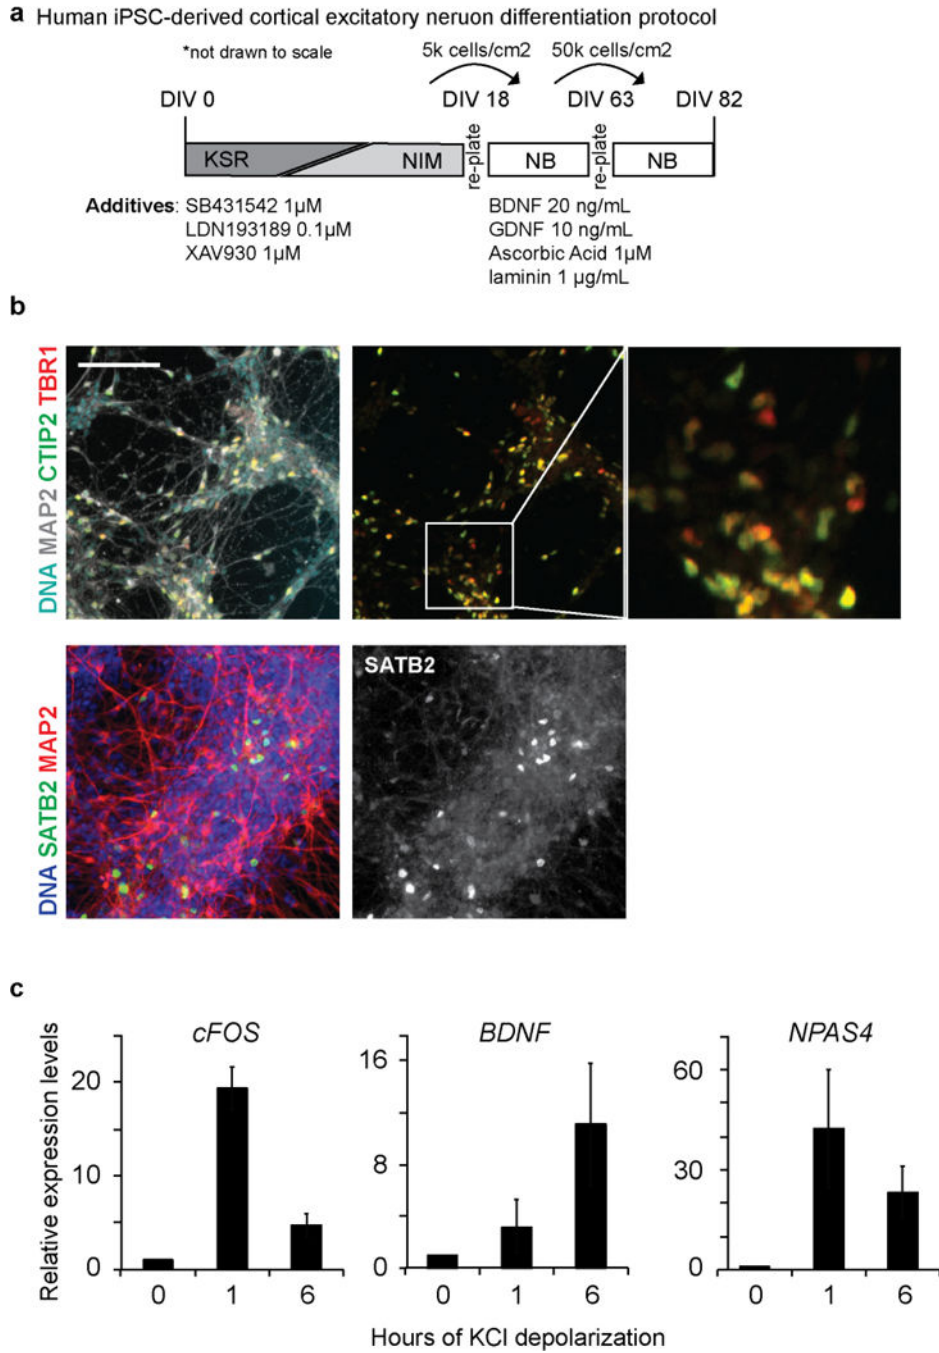 a Human iPSC-derived cortical excitatory neruon differentiation protocol
*not drawn to scale
5k cells/cm2 50k cells/cm2
DIV 0 DIV 18 DIV 63 DIV 82
KSR NIM re-plate NB re-plate NB
Additives: SB431542 1µM
LDN193189 0.1µM
XAV930 1µM
BDNF 20 ng/mL
GDNF 10 ng/mL
Ascorbic Acid 1µM
laminin 1 µg/mL
b
DNA MAP2 CTIP2 TBR1
DNA SATB2 MAP2
SATB2
c
Relative expression levels
cFOS
20
10
0
0 1 6
BDNF
16
8
0
0 1 6
NPAS4
60
30
0
0 1 6
Hours of KCl depolarization